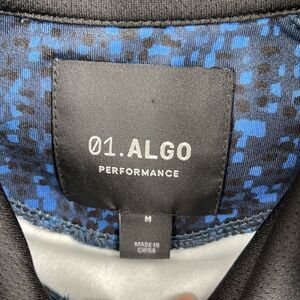 01.ALGO
PERFORMANCE
M
MADE IN
CHINA